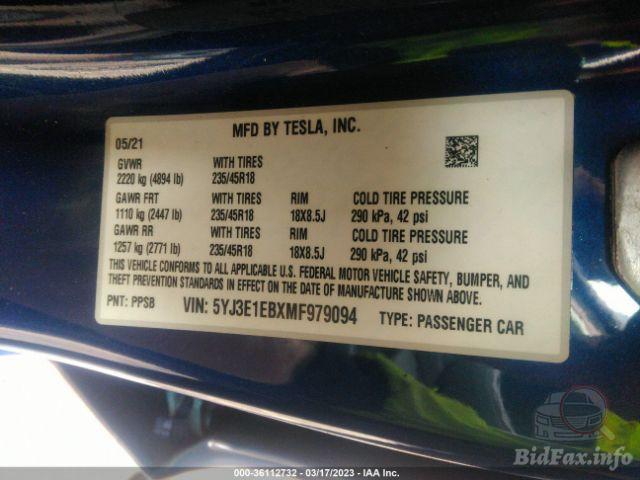 MFD BY TESLA, INC.
05/21
GVWR WITH TIRES
2220 kg (4894 lb) 235/45R18
GAWR FRT WITH TIRES RIM COLD TIRE PRESSURE
1110 kg (2447 lb) 235/45R18 18X8.5J 290 kPa, 42 psi
GAWR RR WITH TIRES RIM COLD TIRE PRESSURE
1257 kg (2771 lb) 235/45R18 18X8.5J 290 kPa, 42 psi
THIS VEHICLE CONFORMS TO ALL APPLICABLE U.S. FEDERAL MOTOR VEHICLE SAFETY, BUMPER, AND
THEFT PREVENTION STANDARDS IN EFFECT ON THE DATE OF MANUFACTURE SHOWN ABOVE.
PNT: PPSB VIN: 5YJ3E1EBXMF979094 TYPE: PASSENGER CAR
000-36112732 — 03/17/2023 - IAA Inc.
BidFax.info